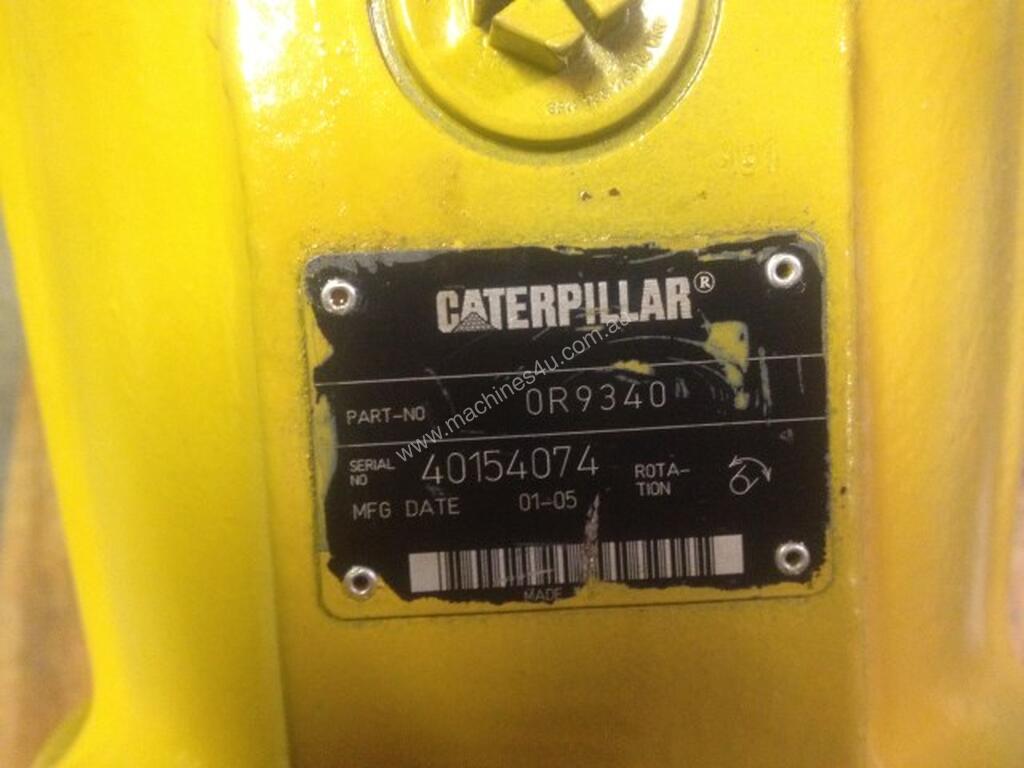 CATERPILLAR®
PART-NO 0R9340
SERIAL NO 40154074 ROTA-TION
MFG DATE 01-05
MADE
www.machines4u.com.au